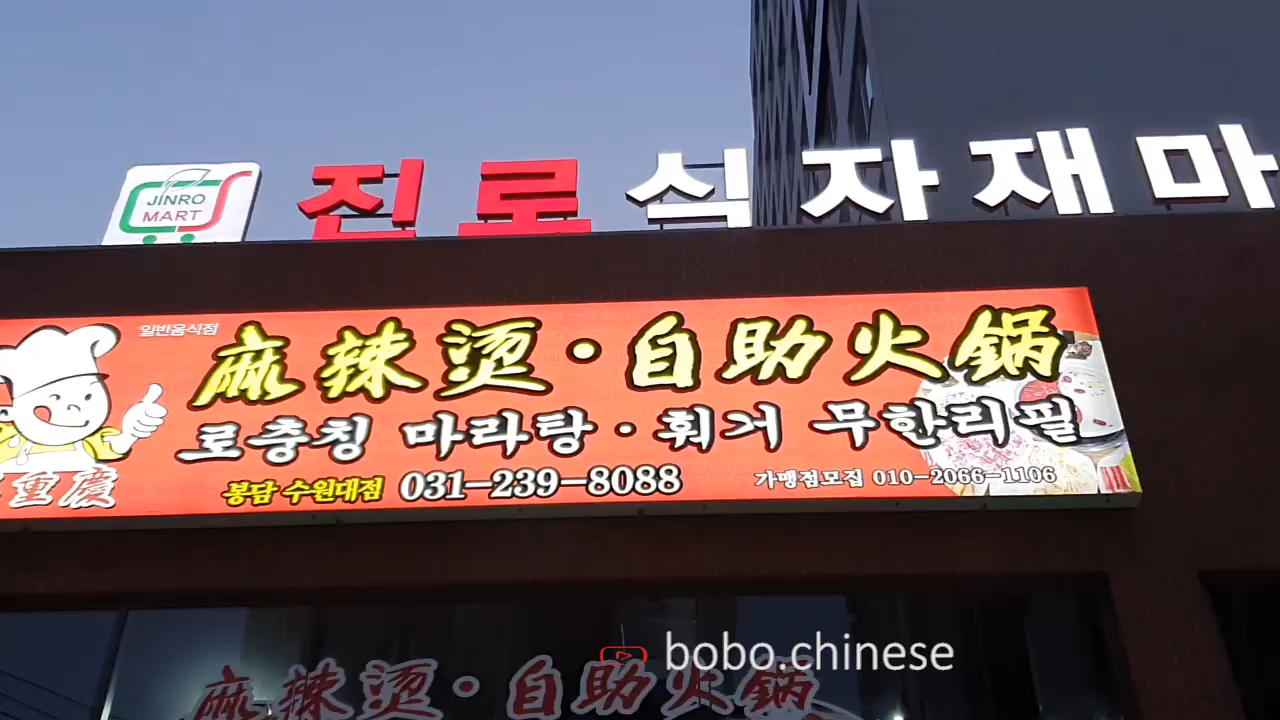 JINRO
MART
진로식자재마
일반음식점
麻辣烫·自助火锅
로충칭 마라탕·훠거 무한리필
重慶
봉담 수원대점 031-239-8088
가맹점모집 010-2066-1106
bobo.chinese
麻辣烫·自助火锅